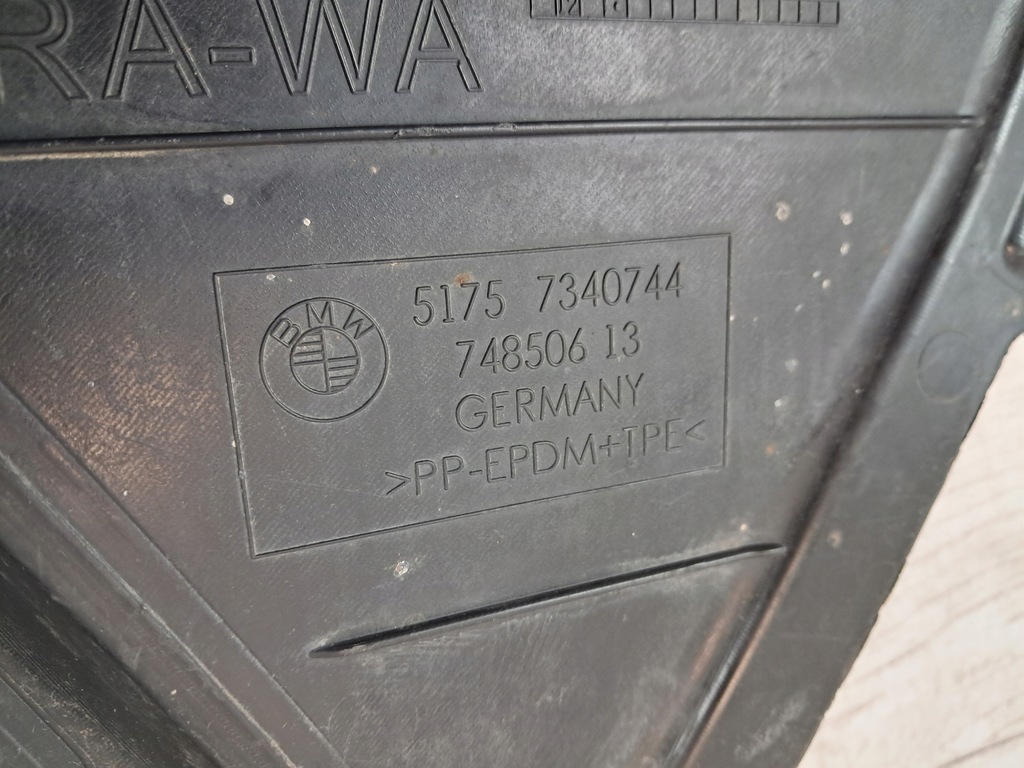 RA-WA
BMW
5175 7340744
748506 13
GERMANY
>PP-EPDM+TPE<